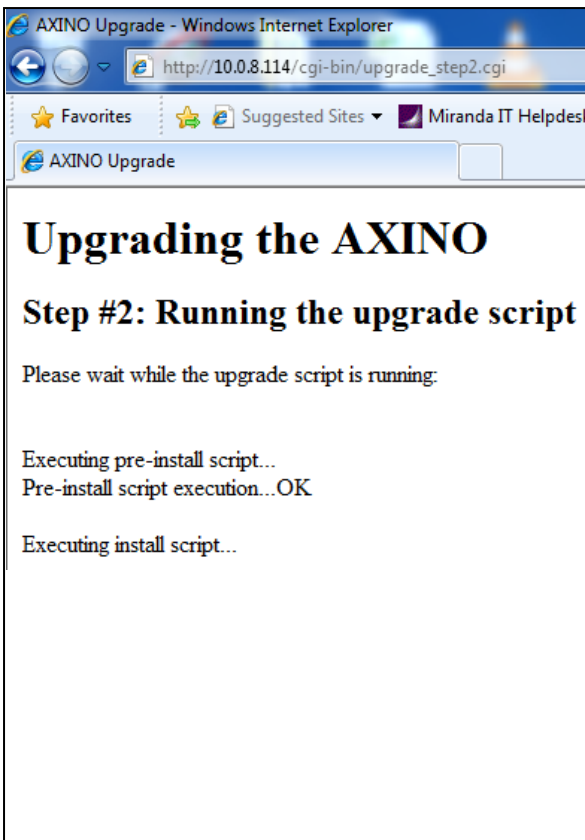 AXINO Upgrade - Windows Internet Explorer
http://10.0.8.114/cgi-bin/upgrade_step2.cgi
Favorites Suggested Sites Miranda IT Helpdesk
AXINO Upgrade
Upgrading the AXINO
Step #2: Running the upgrade script
Please wait while the upgrade script is running:
Executing pre-install script...
Pre-install script execution...OK
Executing install script...